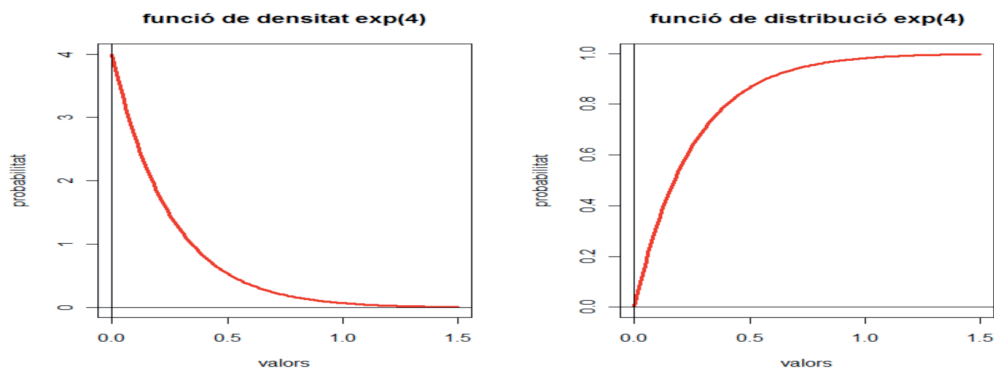 funció de densitat exp(4)
probabilitat
4
3
2
1
0
0.0 0.5 1.0 1.5
valors
funció de distribució exp(4)
probabilitat
1.0
0.8
0.6
0.4
0.2
0.0
0.0 0.5 1.0 1.5
valors